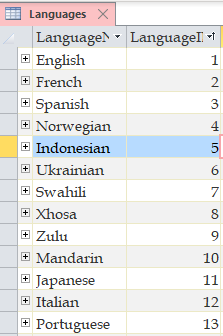 Languages
LanguageN LanguageID
English 1
French 2
Spanish 3
Norwegian 4
Indonesian 5
Ukrainian 6
Swahili 7
Xhosa 8
Zulu 9
Mandarin 10
Japanese 11
Italian 12
Portuguese 13